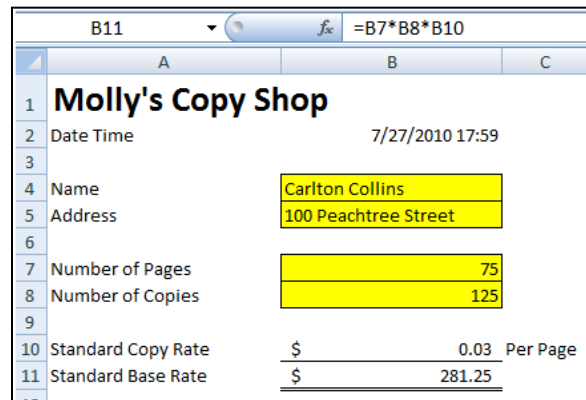 B11 fx =B7*B8*B10
A B C
1 Molly's Copy Shop
2 Date Time 7/27/2010 17:59
3
4 Name Carlton Collins
5 Address 100 Peachtree Street
6
7 Number of Pages 75
8 Number of Copies 125
9
10 Standard Copy Rate $ 0.03 Per Page
11 Standard Base Rate $ 281.25